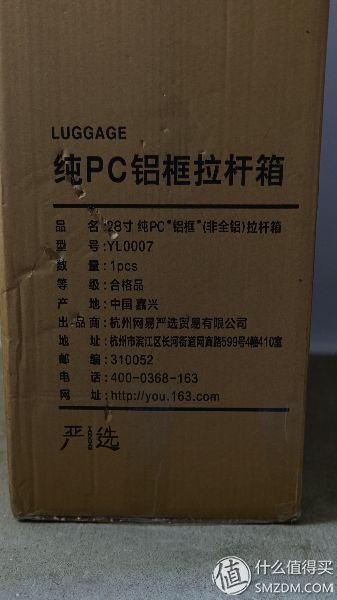 LUGGAGE
纯PC铝框拉杆箱
品 名:28寸 纯PC"铝框"(非全铝)拉杆箱
型 号:YL0007
数 量:1pcs
等 级:合格品
产 地:中国 嘉兴
出 品 商:杭州网易严选贸易有限公司
地 址:杭州市滨江区长河街道网商路599号4幢410室
邮 编:310052
电 话:400-0368-163
网 址:http://you.163.com
严 选
值 什么值得买
SMZDM.COM